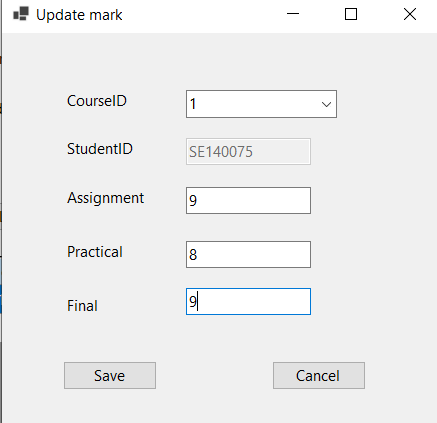 Update mark
CourseID 1
StudentID SE140075
Assignment 9
Practical 8
Final 9
Save Cancel